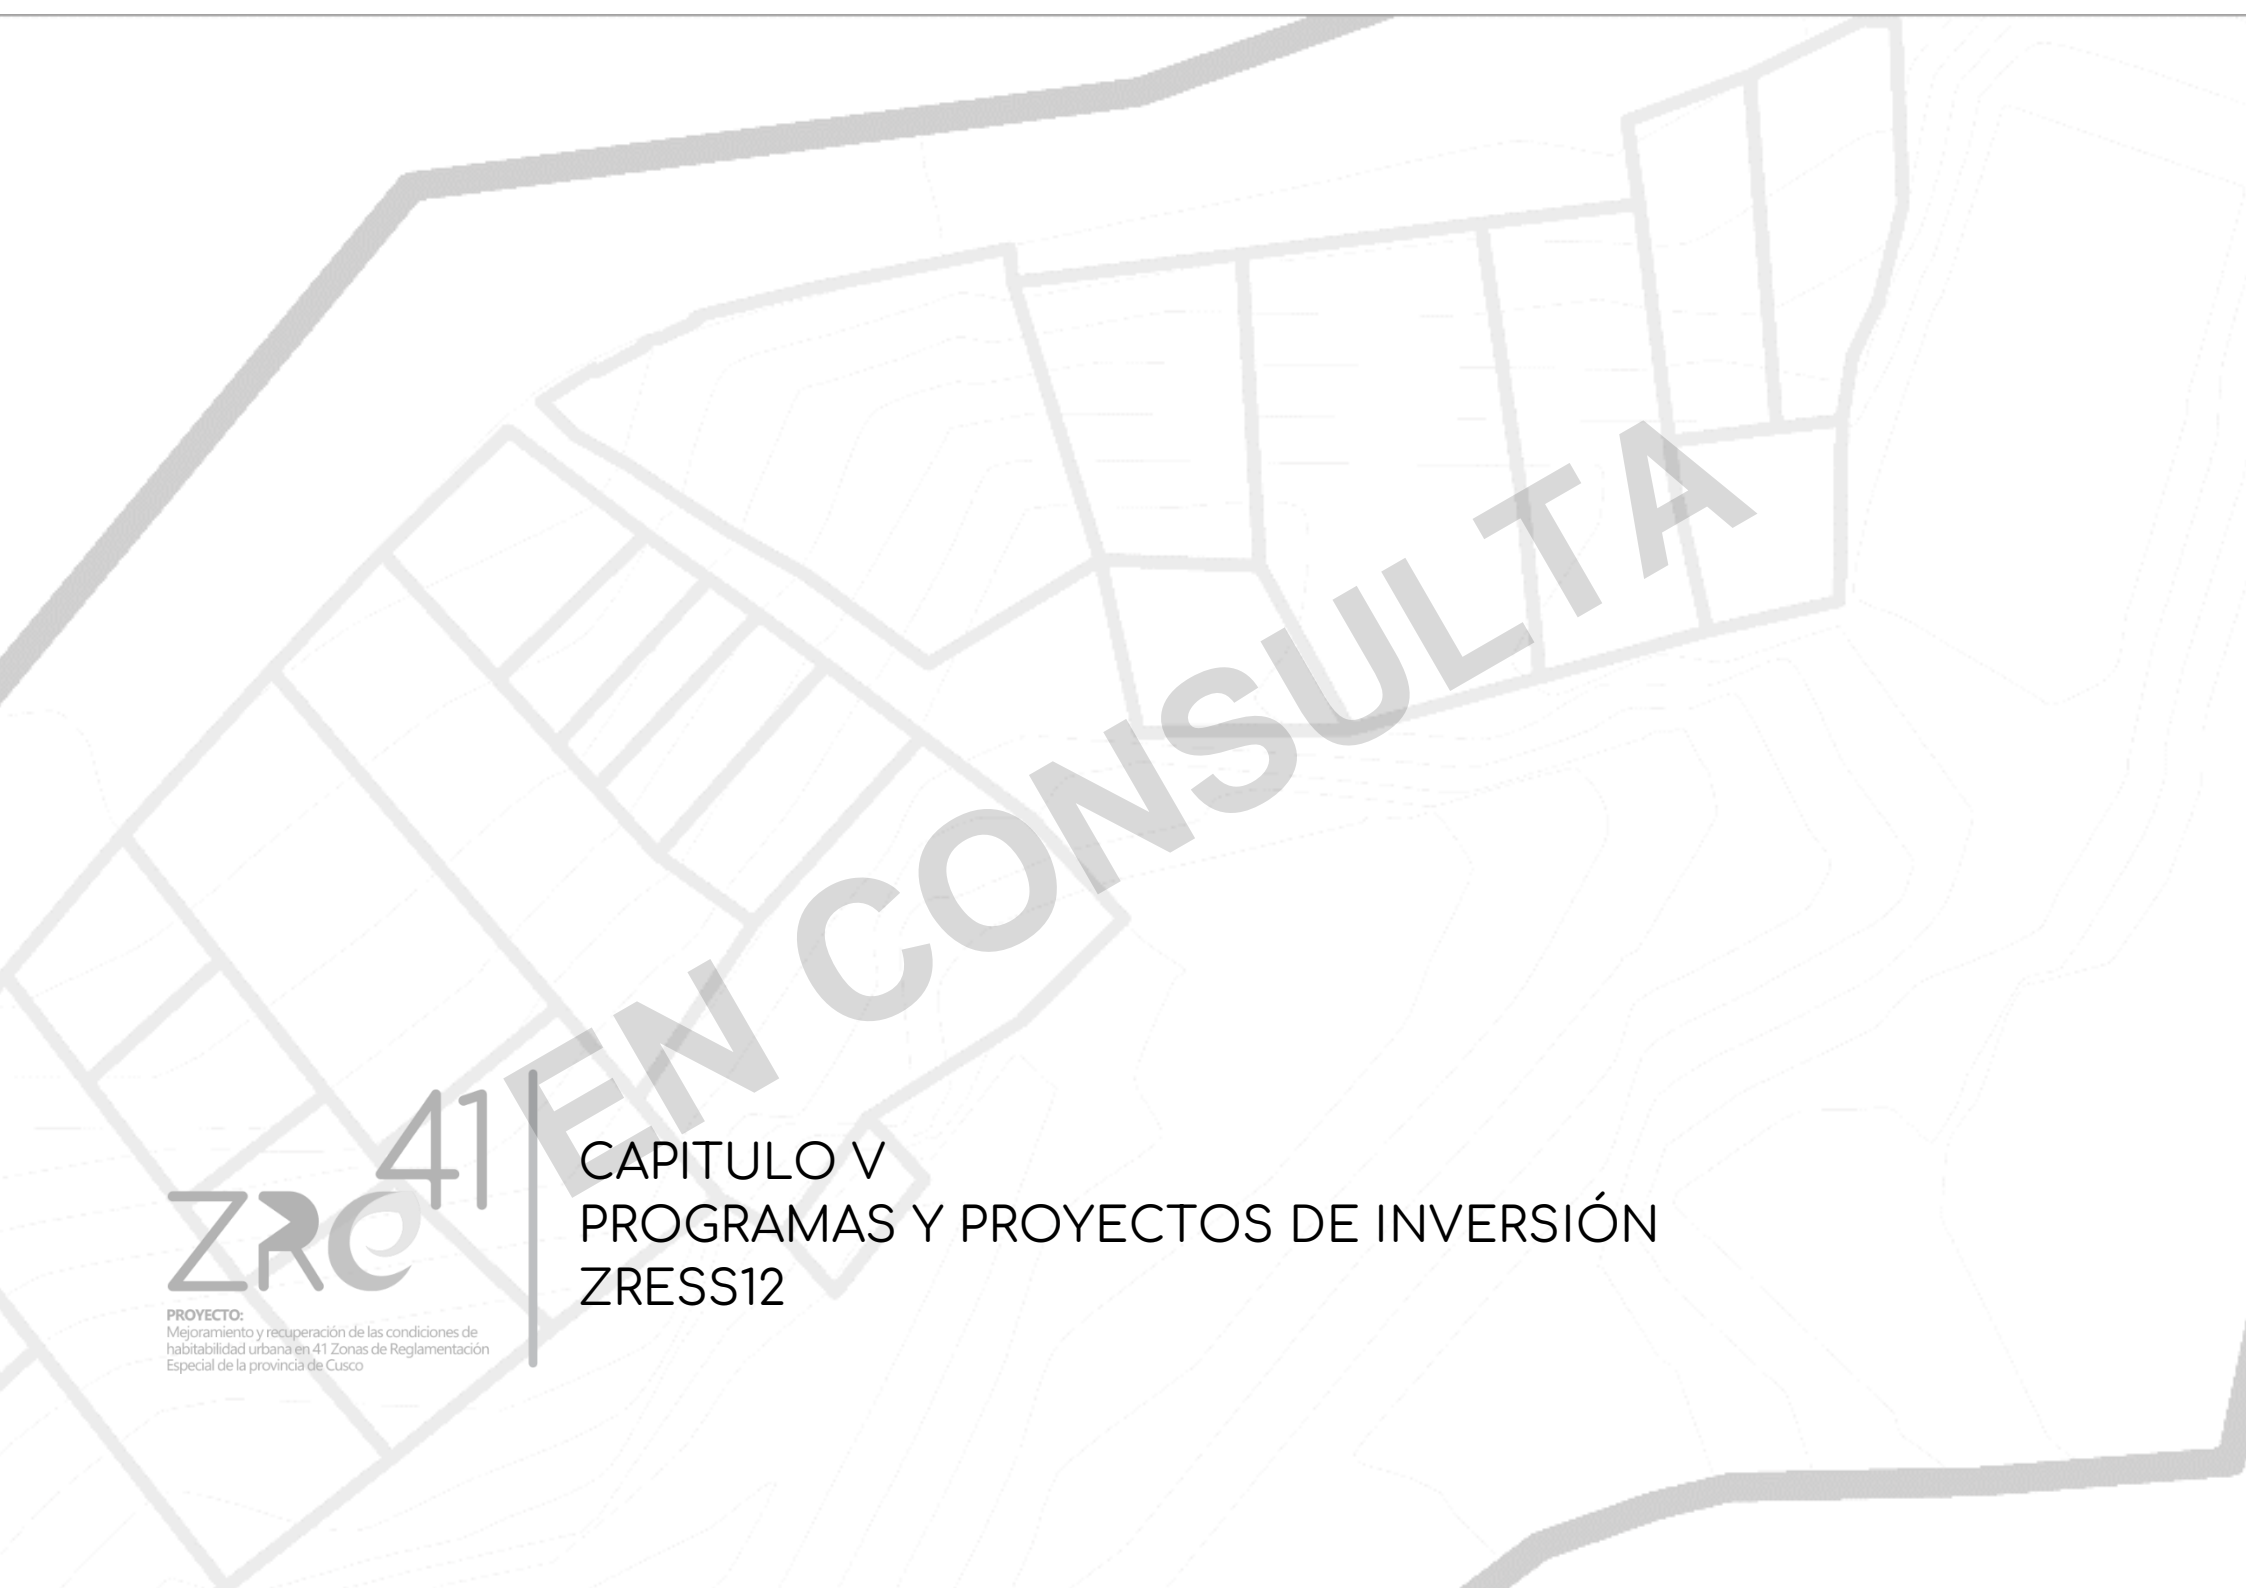 EN CONSULTA
41
ZRE
PROYECTO:
Mejoramiento y recuperación de las condiciones de
habitabilidad urbana en 41 Zonas de Reglamentación
Especial de la provincia de Cusco
CAPITULO V
PROGRAMAS Y PROYECTOS DE INVERSIÓN
ZRESS12